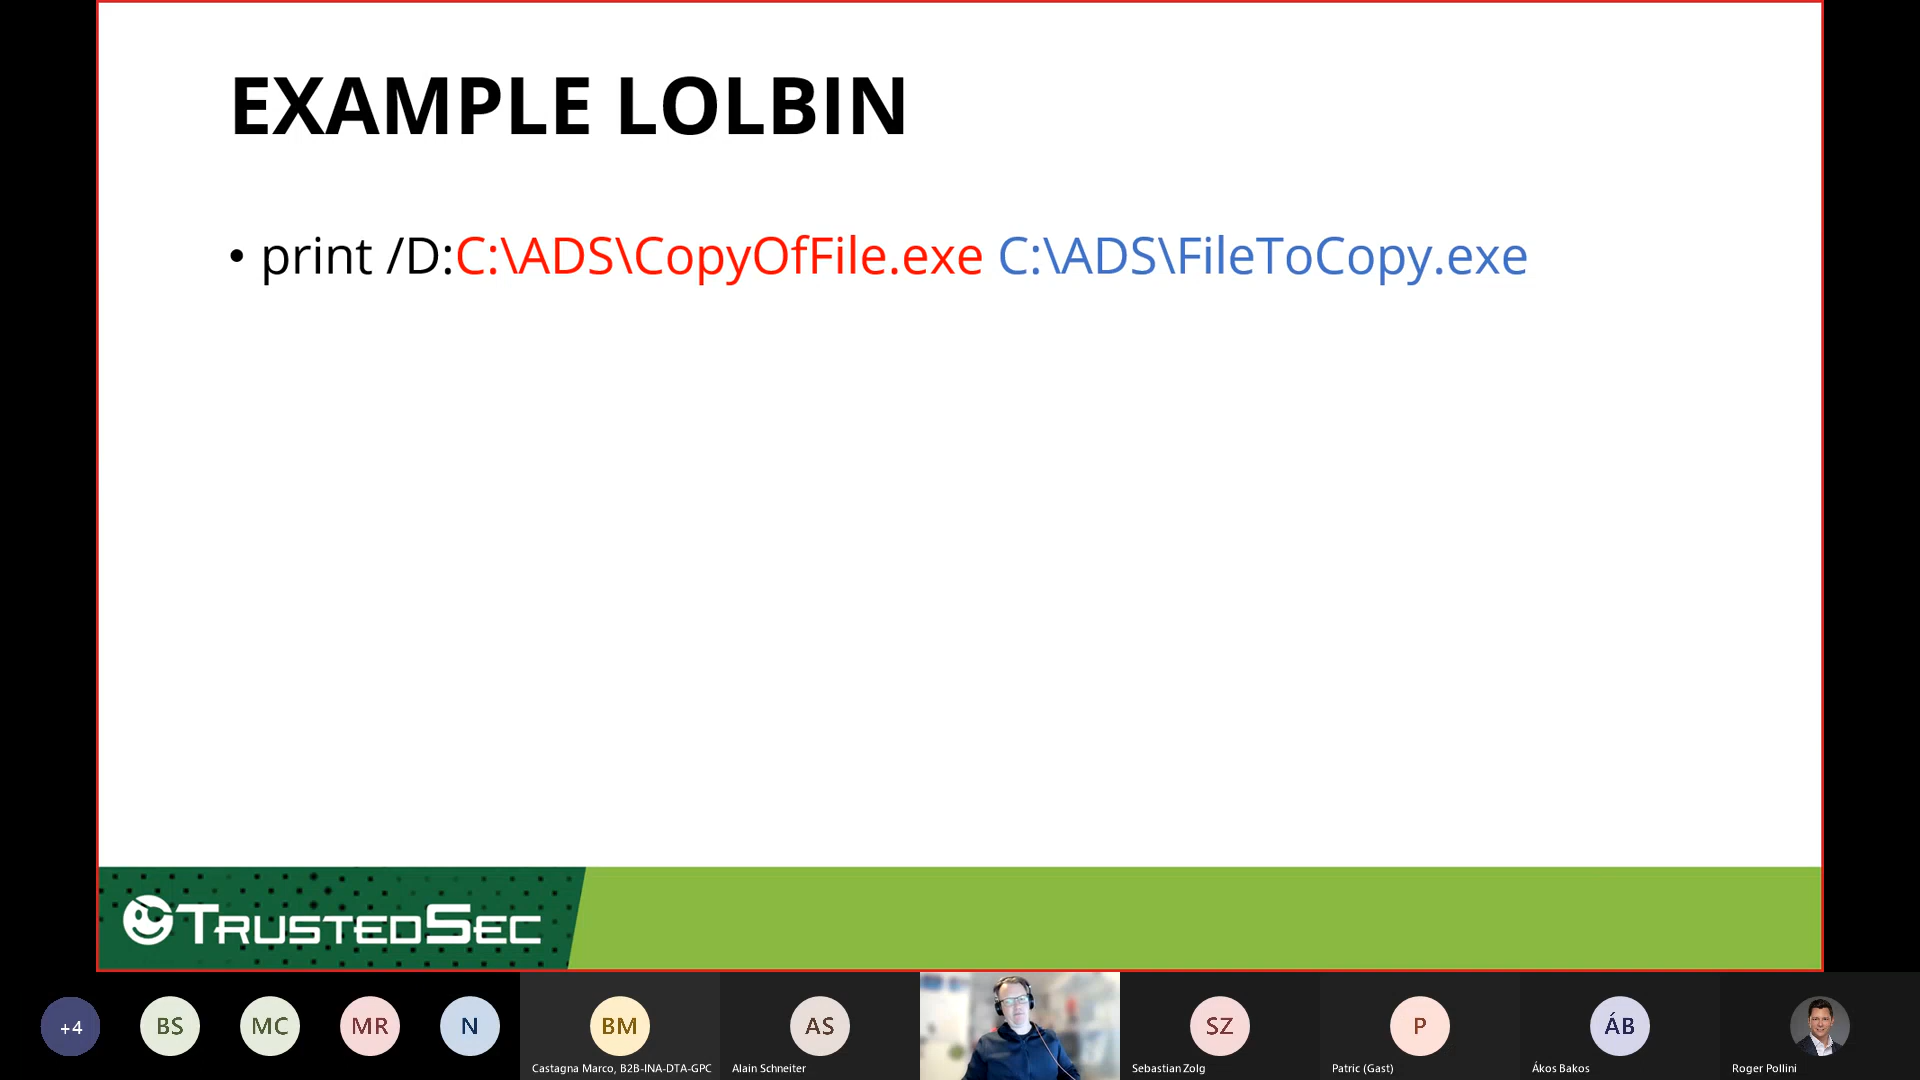 EXAMPLE LOLBIN
• print /D:C:\ADS\CopyOfFile.exe C:\ADS\FileToCopy.exe
TRUSTEDSEC
+4
BS
MC
MR
N
BM
AS
SZ
P
ÁB
Castagna Marco, B2B-INA-DTA-GPC
Alain Schneiter
Sebastian Zolg
Patric (Gast)
Ákos Bakos
Roger Pollini